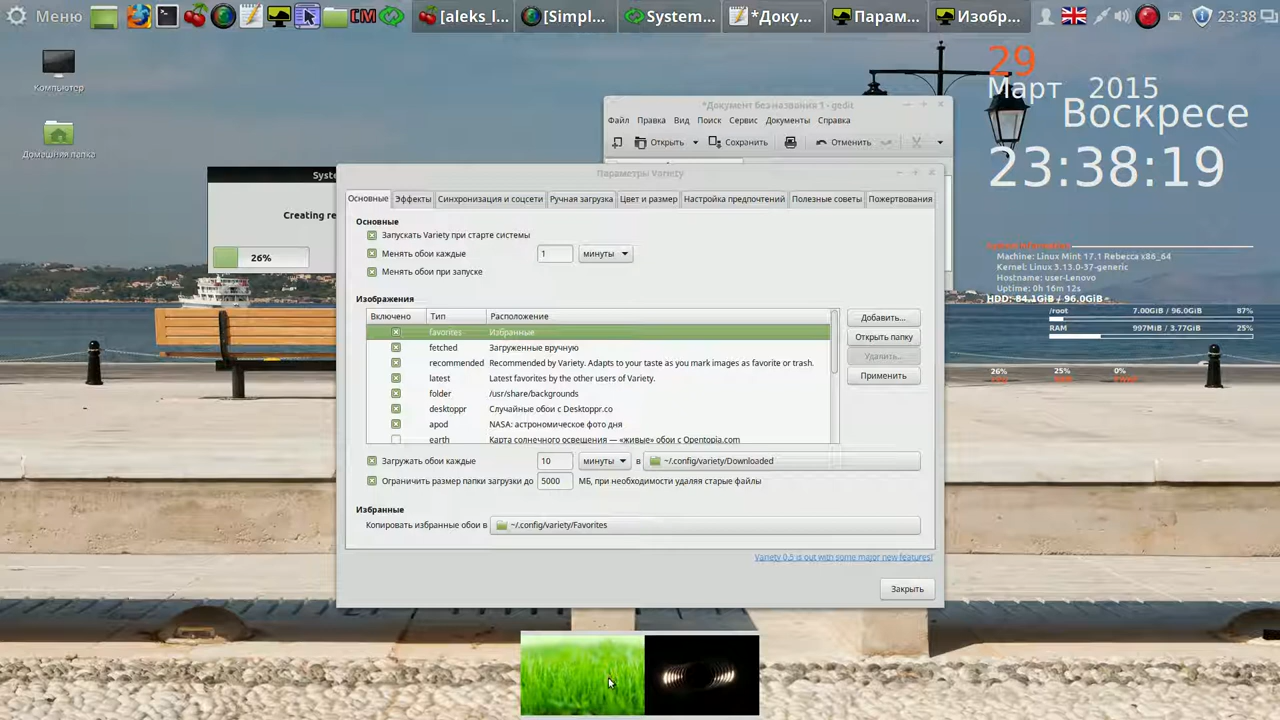 Меню
[aleks_l...
[Simpl...
System...
*Доку...
Парам...
Изобр...
23:38
Компьютер
Домашняя папка
29
Март 2015
Воскресе
23:38:19
Machine: Linux Mint 17.1 Rebecca x86_64
Kernel: Linux 3.13.0-37-generic
Hostname: user-Lenovo
Uptime: 0h 16m 12s
HDD: 84.1GiB / 96.0GiB
/root 7.00GiB / 96.0GiB 87%
RAM 997MiB / 3.77GiB 25%
26% 25% 0%
*Документ без названия 1 - gedit
Файл Правка Вид Поиск Сервис Документы Справка
Открыть Сохранить Отменить
Syste
Creating re
26%
Параметры Variety
Основные Эффекты Синхронизация и соцсети Ручная загрузка Цвет и размер Настройка предпочтений Полезные советы Пожертвования
Основные
Запускать Variety при старте системы
Менять обои каждые 1 минуты
Менять обои при запуске
Изображения
Включено Тип Расположение
favorites Избранные
fetched Загруженные вручную
recommended Recommended by Variety. Adapts to your taste as you mark images as favorite or trash.
latest Latest favorites by the other users of Variety.
folder /usr/share/backgrounds
desktoppr Случайные обои с Desktoppr.co
apod NASA: астрономическое фото дня
earth Карта солнечного освещения — «живые» обои с Opentopia.com
Добавить...
Открыть папку
Удалить...
Применить
Загружать обои каждые 10 минуты в ~/.config/variety/Downloaded
Ограничить размер папки загрузки до 5000 МБ, при необходимости удаляя старые файлы
Избранные
Копировать избранные обои в ~/.config/variety/Favorites
Variety 0.5 is out with some major new features!
Закрыть